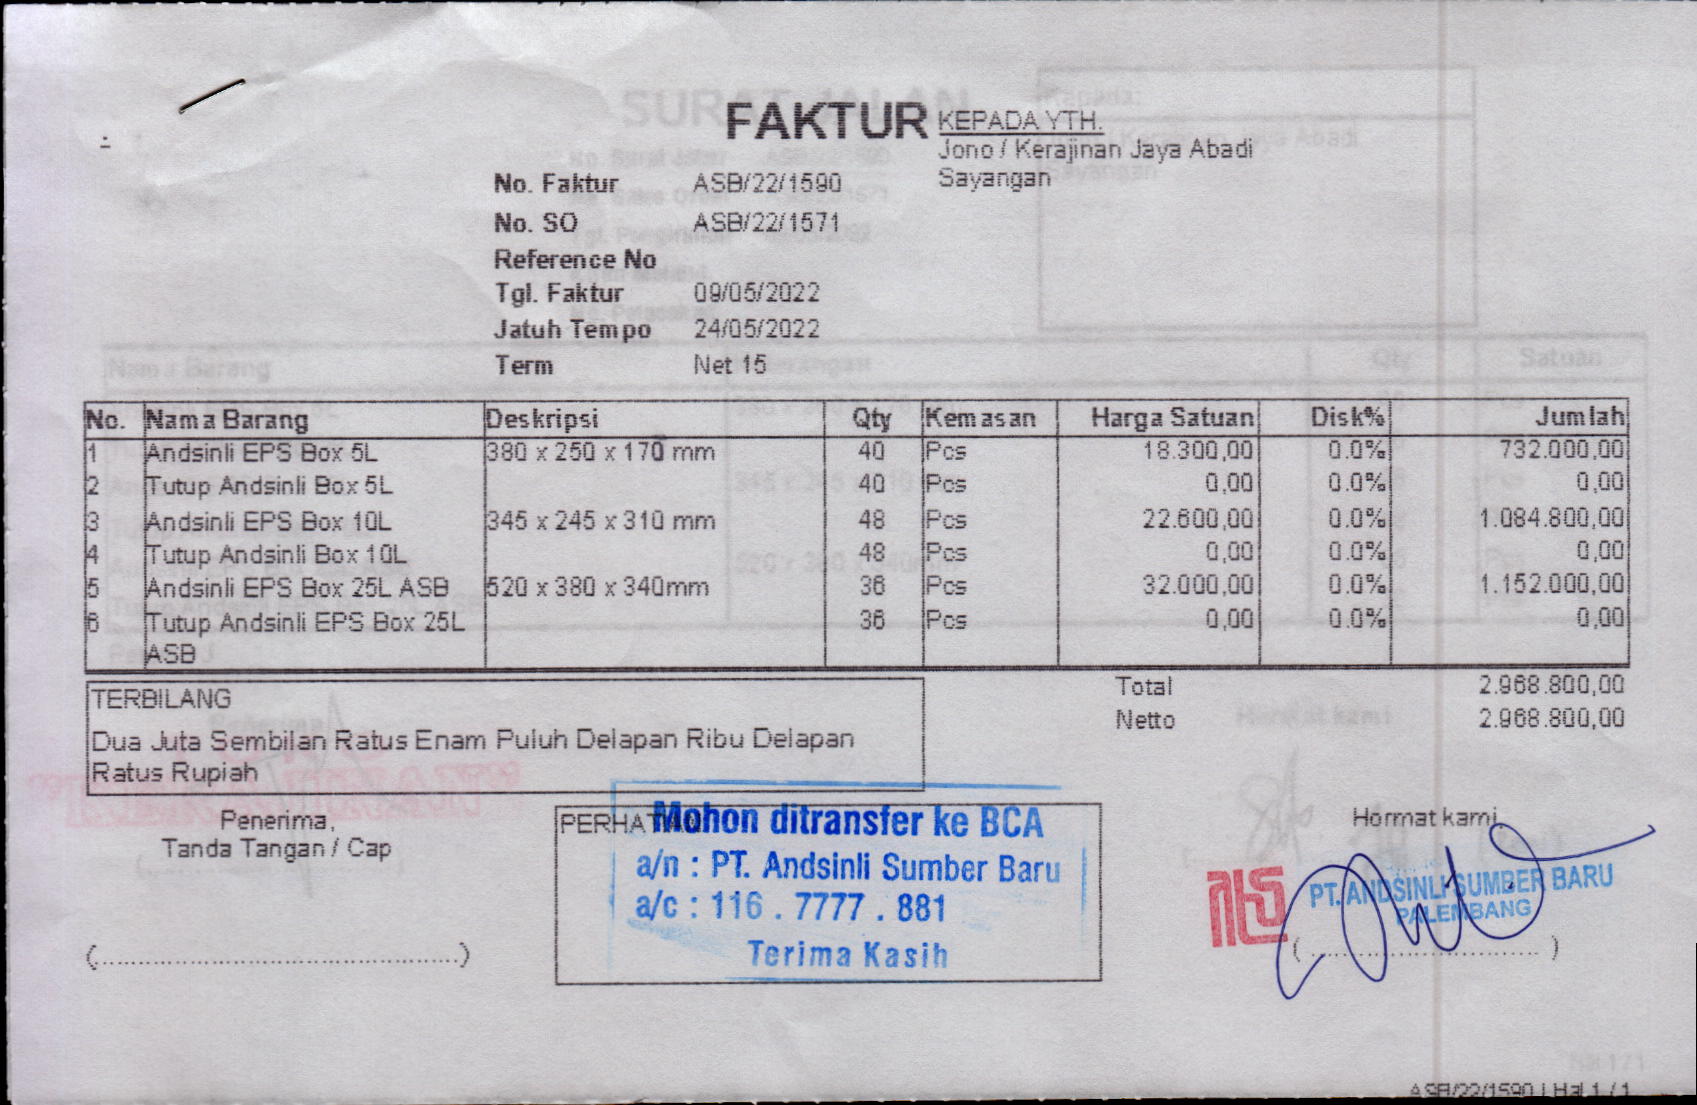 FAKTUR
KEPADA YTH.
Jono / Kerajinan Jaya Abadi
Sayangan
No. Faktur ASB/22/1590
No. SO ASB/22/1571
Reference No
Tgl. Faktur 09/05/2022
Jatuh Tempo 24/05/2022
Term Net 15
No. Nama Barang Deskripsi Qty Kemasan Harga Satuan Disk% Jumlah
1 Andsinli EPS Box 5L 380 x 250 x 170 mm 40 Pcs 18.300,00 0.0% 732.000,00
2 Tutup Andsinli Box 5L 40 Pcs 0,00 0.0% 0,00
3 Andsinli EPS Box 10L 345 x 245 x 310 mm 48 Pcs 22.600,00 0.0% 1.084.800,00
4 Tutup Andsinli Box 10L 48 Pcs 0,00 0.0% 0,00
5 Andsinli EPS Box 25L ASB 520 x 380 x 340mm 36 Pcs 32.000,00 0.0% 1.152.000,00
6 Tutup Andsinli EPS Box 25L 36 Pcs 0,00 0.0% 0,00
ASB
Total 2.968.800,00
Netto 2.968.800,00
TERBILANG
Dua Juta Sembilan Ratus Enam Puluh Delapan Ribu Delapan
Ratus Rupiah
Penerima,
Tanda Tangan / Cap
(...............................................)
PERHATIAN
Mohon ditransfer ke BCA
a/n : PT. Andsinli Sumber Baru
a/c : 116 . 7777 . 881
Terima Kasih
Hormat kami,
PT. ANDSINLI SUMBER BARU
PALEMBANG
(...............................)
ASB/22/1590 | Hal 1 / 1